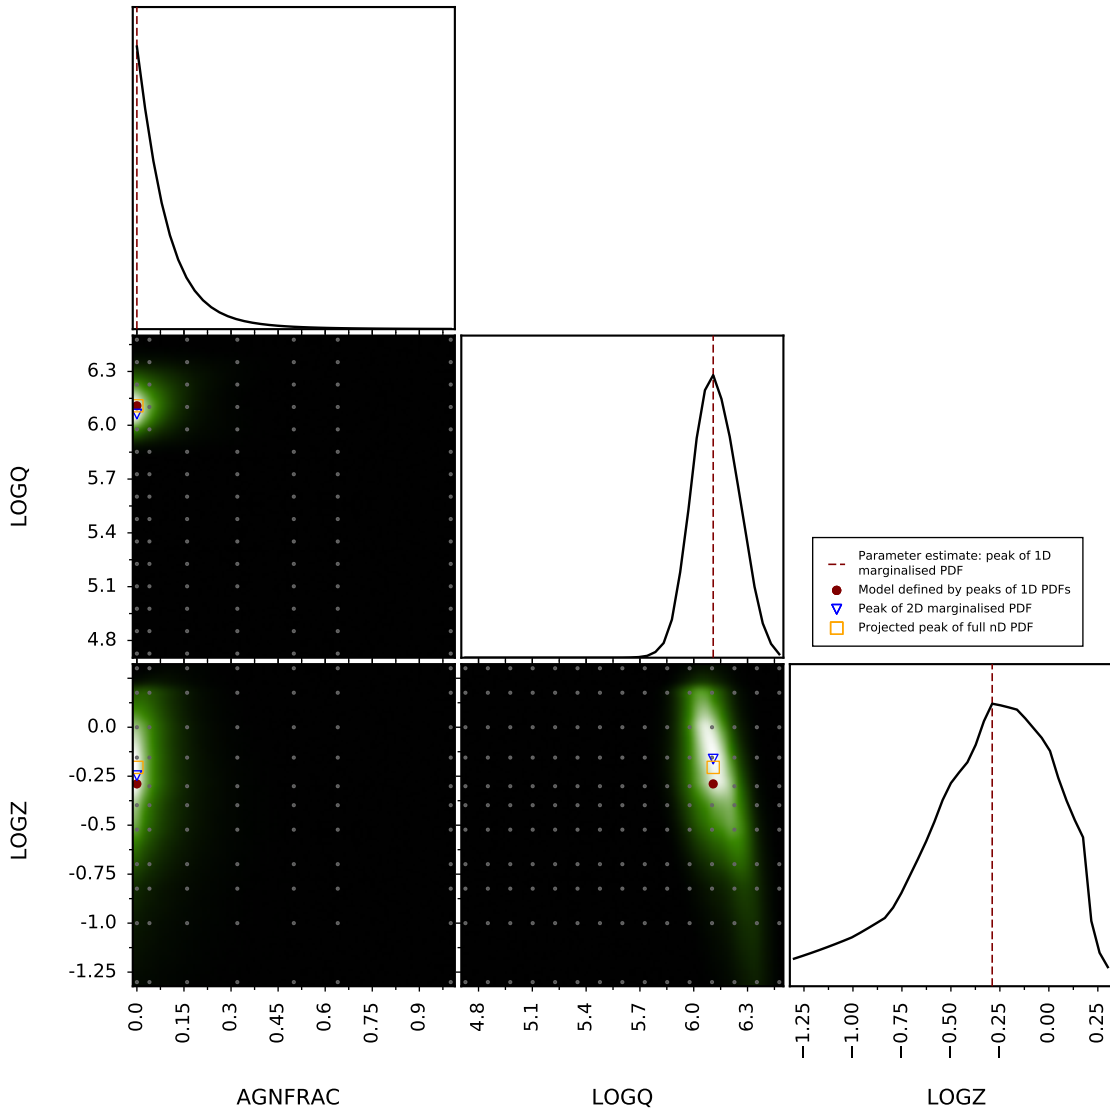 6.3
6.0
5.7
5.4
5.1
4.8
LOGQ
Parameter estimate: peak of 1D
marginalised PDF
Model defined by peaks of 1D PDFs
Peak of 2D marginalised PDF
Projected peak of full nD PDF
0.0
-0.25
-0.5
-0.75
-1.0
-1.25
LOGZ
0.0 0.15 0.3 0.45 0.6 0.75 0.9
4.8 5.1 5.4 5.7 6.0 6.3
−1.25 −1.00 −0.75 −0.50 −0.25 0.00 0.25
AGNFRAC LOGQ LOGZ